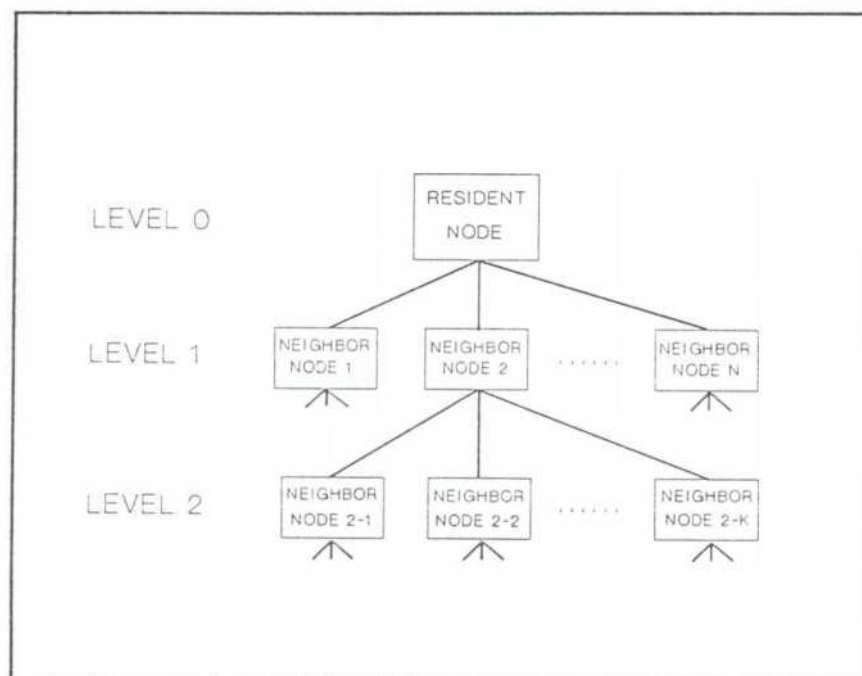 LEVEL 0
RESIDENT
NODE
LEVEL 1
NEIGHBOR
NODE 1
NEIGHBOR
NODE 2
......
NEIGHBOR
NODE N
LEVEL 2
NEIGHBOR
NODE 2-1
NEIGHBOR
NODE 2-2
......
NEIGHBOR
NODE 2-K